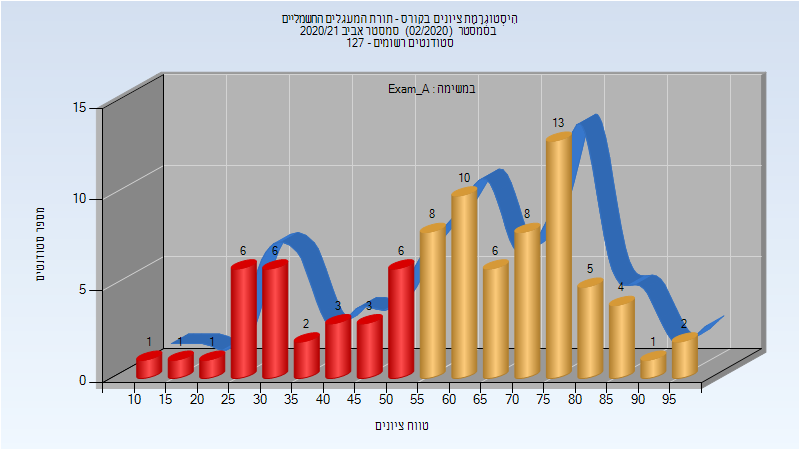 הִיסְטוֹגְרַמַת ציונים בקורס - תורת המעגלים החשמליים
בסמסטר (02/2020) סמסטר אביב 2020/21
סטודנטים רשומים - 127
במשימה : Exam_A
מספר סטודנטים
15
10
5
0
1 1 1 6 6 2 3 3 6 8 10 6 8 13 5 4 1 2
10 15 20 25 30 35 40 45 50 55 60 65 70 75 80 85 90 95
טווח ציונים